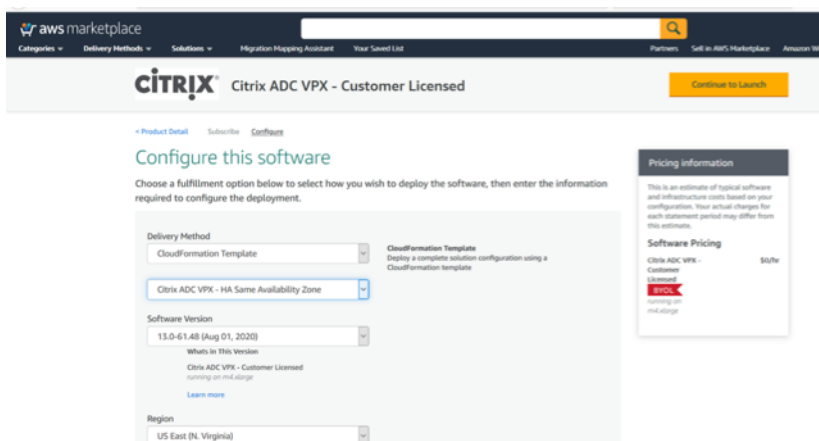 aws marketplace
Categories Delivery Methods Solutions Migration Mapping Assistant Your Saved List Partners Sell in AWS Marketplace Amazon W
CITRIX Citrix ADC VPX - Customer Licensed
Continue to Launch
< Product Detail Subscribe Configure
Configure this software
Choose a fulfillment option below to select how you wish to deploy the software, then enter the information
required to configure the deployment.
Delivery Method
CloudFormation Template
CloudFormation Template
Deploy a complete solution configuration using a
CloudFormation template
Citrix ADC VPX - HA Same Availability Zone
Software Version
13.0-61.48 (Aug 01, 2020)
Whats in This Version
Citrix ADC VPX - Customer Licensed
running on m4.xlarge
Learn more
Region
US East (N. Virginia)
Pricing information
This is an estimate of typical software
and infrastructure costs based on your
configuration. Your actual charges for
each statement period may differ from
this estimate.
Software Pricing
Citrix ADC VPX - $0/hr
Customer
Licensed
BYOL
running on
m4.xlarge